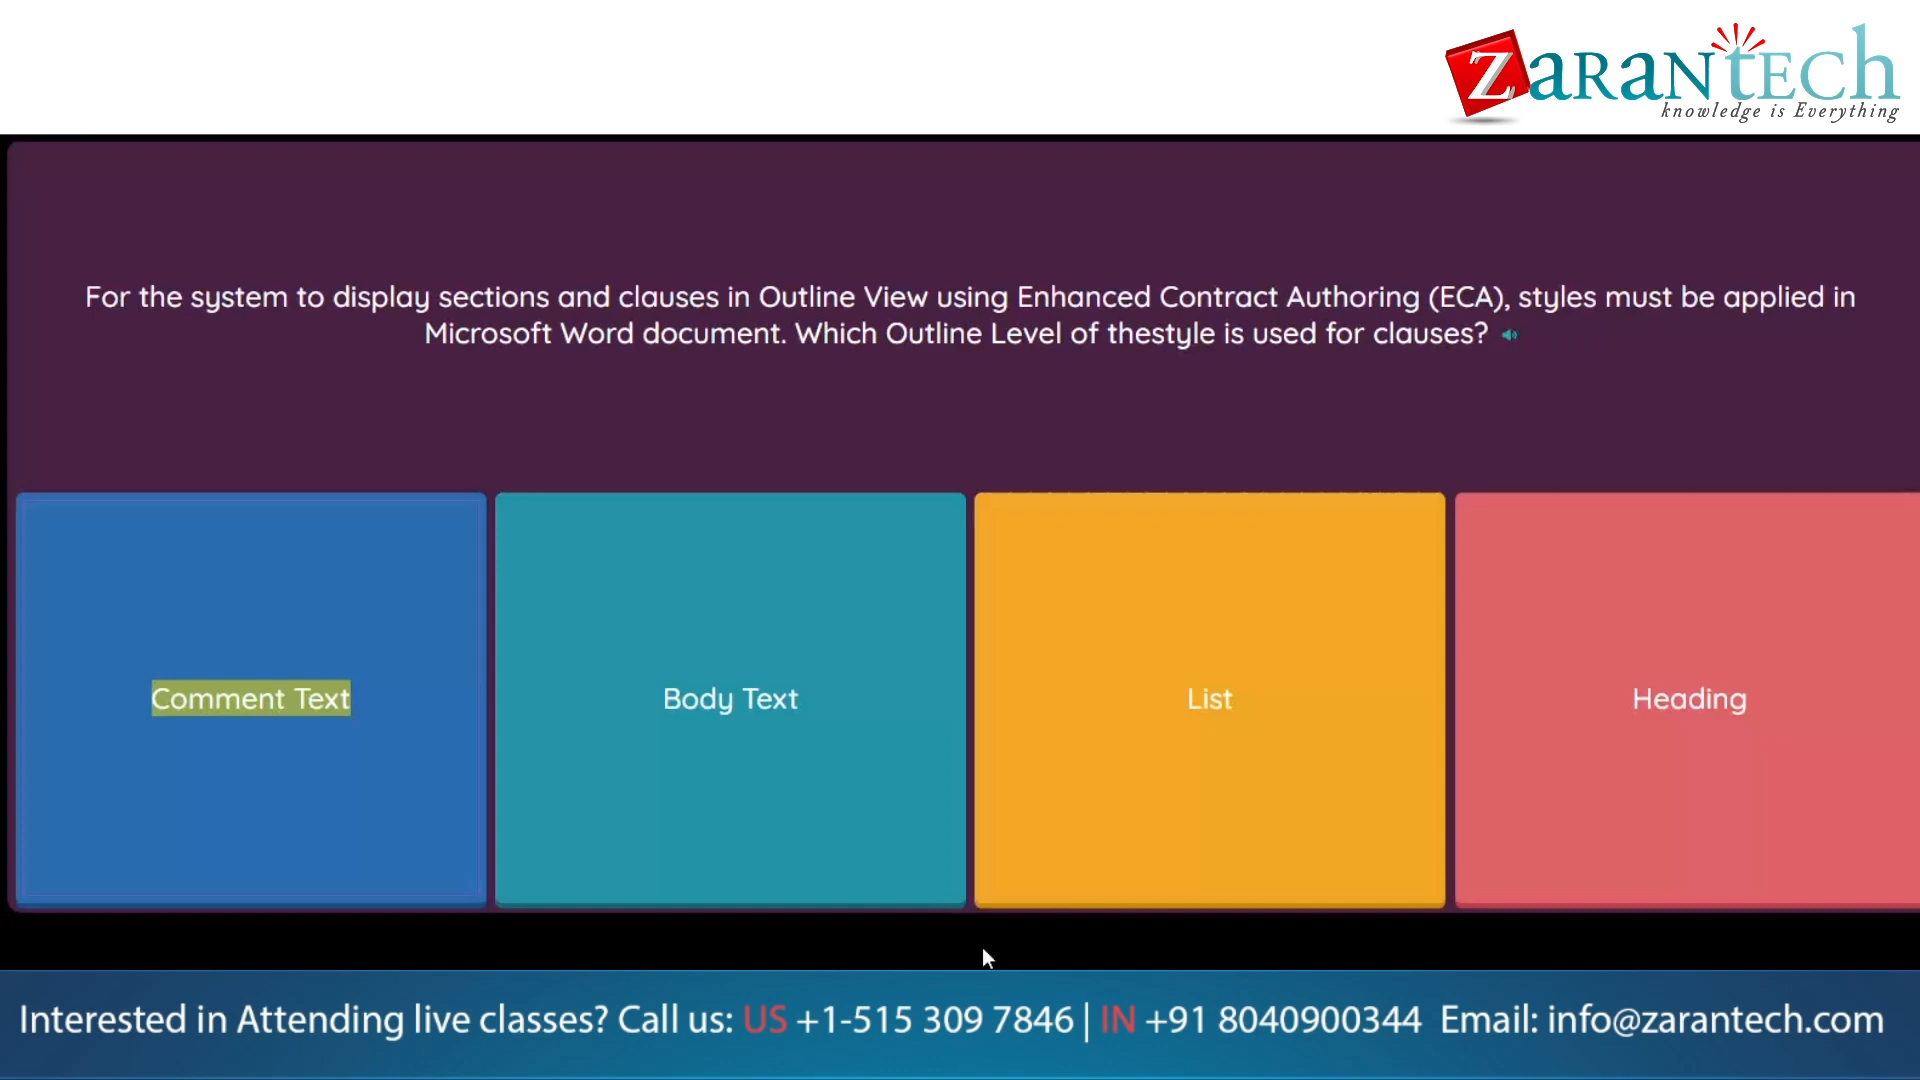 ZaranTech
knowledge is Everything
For the system to display sections and clauses in Outline View using Enhanced Contract Authoring (ECA), styles must be applied in
Microsoft Word document. Which Outline Level of thestyle is used for clauses?
Comment Text
Body Text
List
Heading
Interested in Attending live classes? Call us: US +1-515 309 7846 | IN +91 8040900344 Email: info@zarantech.com